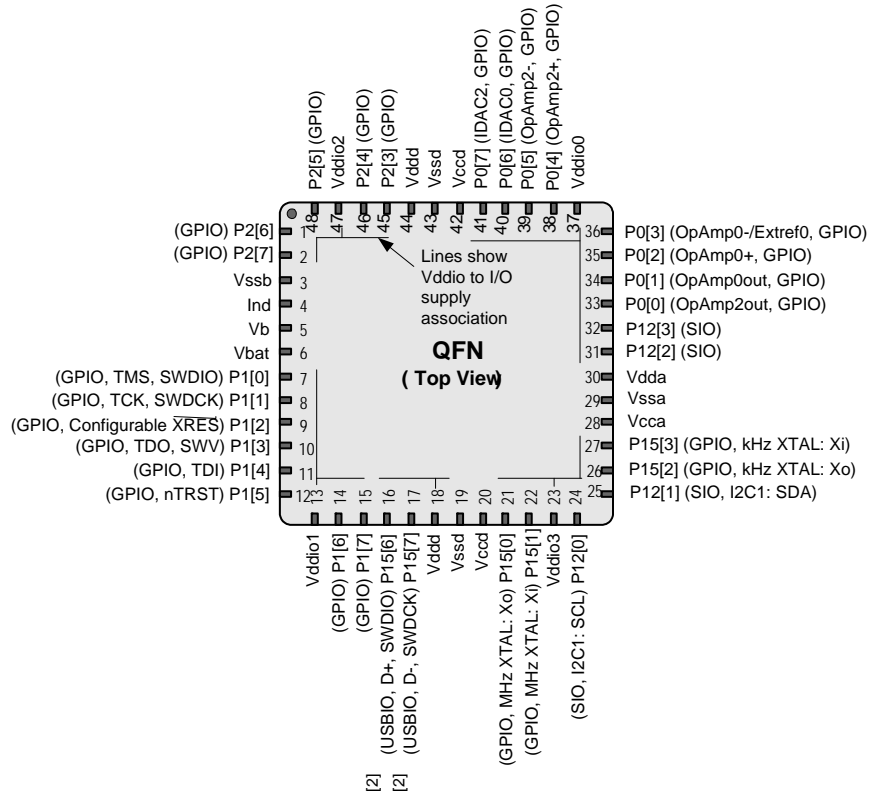 P2[5] (GPIO)
Vddio2
P2[4] (GPIO)
P2[3] (GPIO)
Vddd
Vssd
Vccd
P0[7] (IDAC2, GPIO)
P0[6] (IDAC0, GPIO)
P0[5] (OpAmp2-, GPIO)
P0[4] (OpAmp2+, GPIO)
Vddio0
48
47
46
45
44
43
42
41
40
39
38
37
(GPIO) P2[6]
1
(GPIO) P2[7]
2
Vssb
3
Ind
4
Vb
5
Vbat
6
(GPIO, TMS, SWDIO) P1[0]
7
(GPIO, TCK, SWDCK) P1[1]
8
(GPIO, Configurable XRES) P1[2]
9
(GPIO, TDO, SWV) P1[3]
10
(GPIO, TDI) P1[4]
11
(GPIO, nTRST) P1[5]
12
Lines show
Vddio to I/O
supply
association
QFN
( Top View)
36
P0[3] (OpAmp0-/Extref0, GPIO)
35
P0[2] (OpAmp0+, GPIO)
34
P0[1] (OpAmp0out, GPIO)
33
P0[0] (OpAmp2out, GPIO)
32
P12[3] (SIO)
31
P12[2] (SIO)
30
Vdda
29
Vssa
28
Vcca
27
P15[3] (GPIO, kHz XTAL: Xi)
26
P15[2] (GPIO, kHz XTAL: Xo)
25
P12[1] (SIO, I2C1: SDA)
13
14
15
16
17
18
19
20
21
22
23
24
Vddio1
(GPIO) P1[6]
(GPIO) P1[7]
[2] (USBIO, D+, SWDIO) P15[6]
[2] (USBIO, D-, SWDCK) P15[7]
Vddd
Vssd
Vccd
(GPIO, MHz XTAL: Xo) P15[0]
(GPIO, MHz XTAL: Xi) P15[1]
Vddio3
(SIO, I2C1: SCL) P12[0]